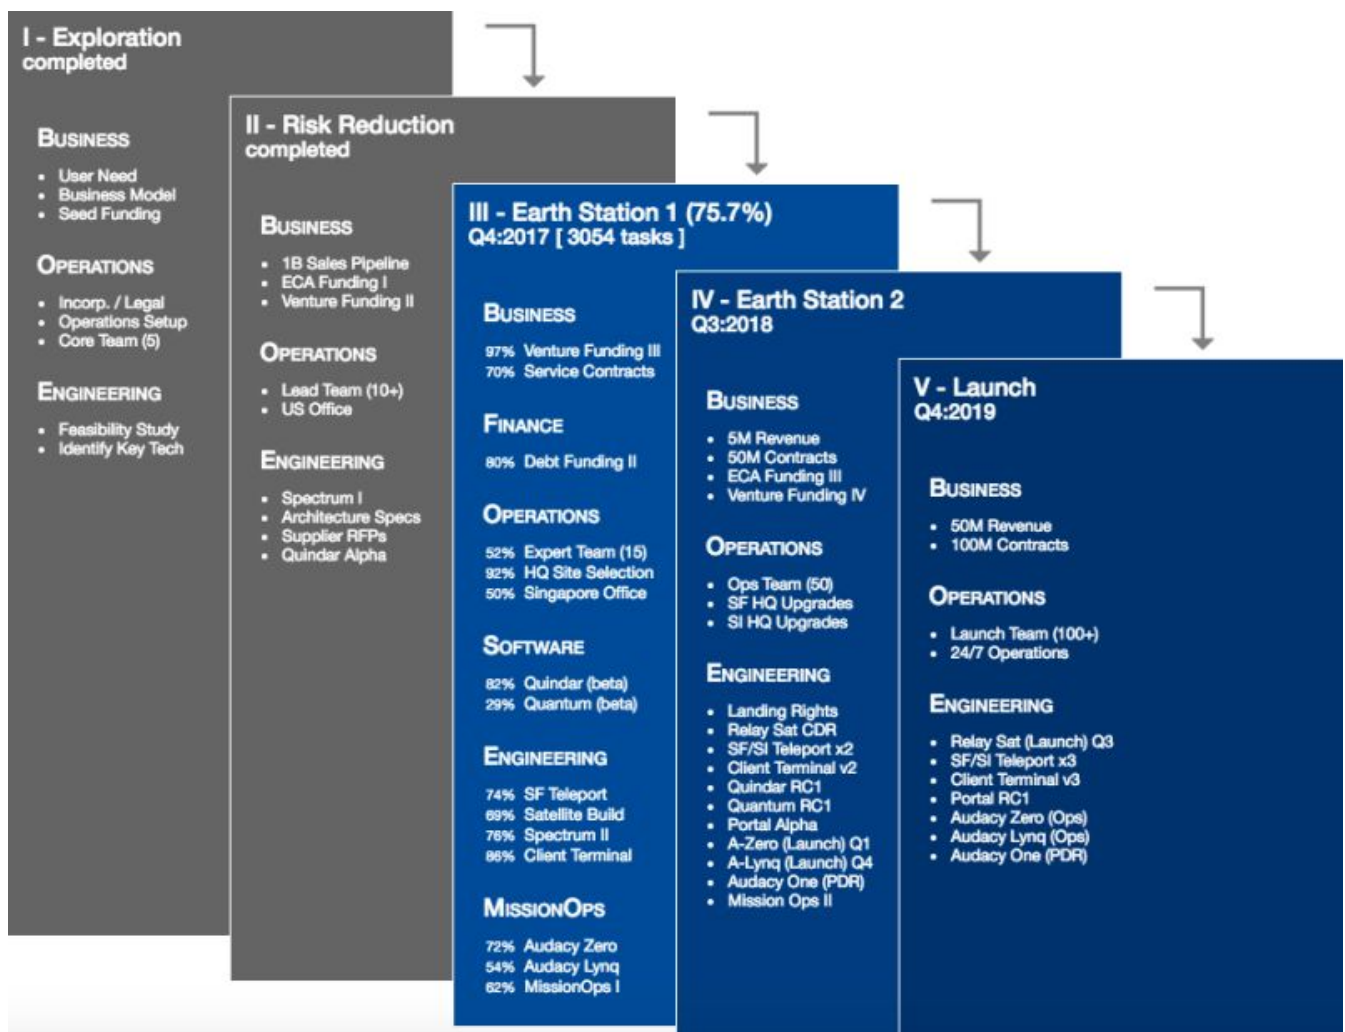 I - Exploration
completed
BUSINESS
• User Need
• Business Model
• Seed Funding
OPERATIONS
• Incorp. / Legal
• Operations Setup
• Core Team (5)
ENGINEERING
• Feasibility Study
• Identify Key Tech
II - Risk Reduction
completed
BUSINESS
• 1B Sales Pipeline
• ECA Funding I
• Venture Funding II
OPERATIONS
• Lead Team (10+)
• US Office
ENGINEERING
• Spectrum I
• Architecture Specs
• Supplier RFPs
• Quindar Alpha
III - Earth Station 1 (75.7%)
Q4:2017 [ 3054 tasks ]
BUSINESS
97% Venture Funding III
70% Service Contracts
FINANCE
80% Debt Funding II
OPERATIONS
52% Expert Team (15)
92% HQ Site Selection
50% Singapore Office
SOFTWARE
82% Quindar (beta)
29% Quantum (beta)
ENGINEERING
74% SF Teleport
69% Satellite Build
76% Spectrum II
86% Client Terminal
MISSIONOPS
72% Audacy Zero
54% Audacy Lynq
62% MissionOps I
IV - Earth Station 2
Q3:2018
BUSINESS
• 5M Revenue
• 50M Contracts
• ECA Funding III
• Venture Funding IV
OPERATIONS
• Ops Team (50)
• SF HQ Upgrades
• SI HQ Upgrades
ENGINEERING
• Landing Rights
• Relay Sat CDR
• SF/SI Teleport x2
• Client Terminal v2
• Quindar RC1
• Quantum RC1
• Portal Alpha
• A-Zero (Launch) Q1
• A-Lynq (Launch) Q4
• Audacy One (PDR)
• Mission Ops II
V - Launch
Q4:2019
BUSINESS
• 50M Revenue
• 100M Contracts
OPERATIONS
• Launch Team (100+)
• 24/7 Operations
ENGINEERING
• Relay Sat (Launch) Q3
• SF/SI Teleport x3
• Client Terminal v3
• Portal RC1
• Audacy Zero (Ops)
• Audacy Lynq (Ops)
• Audacy One (PDR)